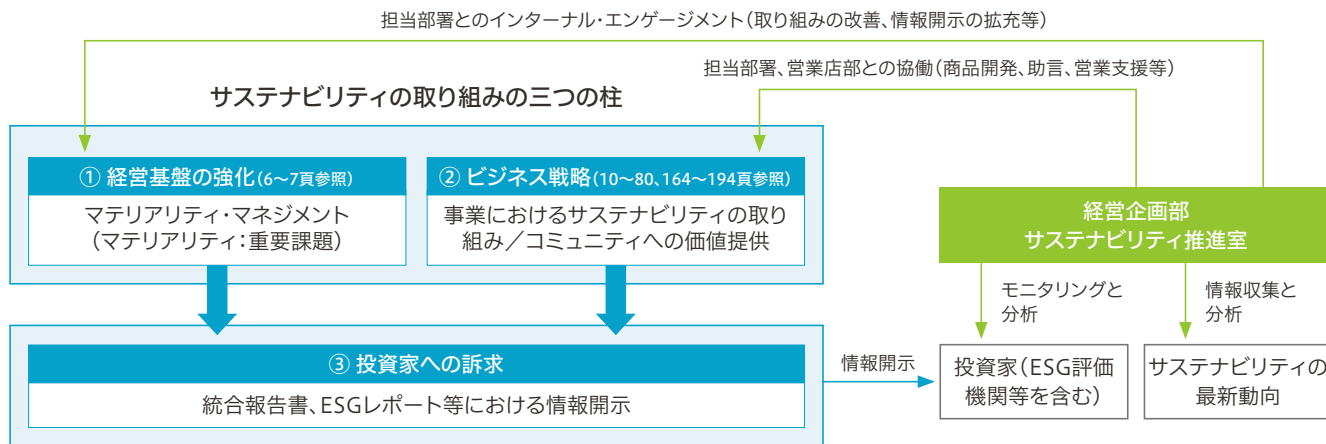 担当部署とのインターナル・エンゲージメント（取り組みの改善、情報開示の拡充等）
担当部署、営業店部との協働（商品開発、助言、営業支援等）
サステナビリティの取り組みの三つの柱
① 経営基盤の強化（6～7頁参照）
マテリアリティ・マネジメント
（マテリアリティ：重要課題）
② ビジネス戦略（10～80、164～194頁参照）
事業におけるサステナビリティの取り
組み／コミュニティへの価値提供
経営企画部
サステナビリティ推進室
モニタリングと
分析
情報収集と
分析
③ 投資家への訴求
統合報告書、ESGレポート等における情報開示
情報開示
投資家（ESG評価
機関等を含む）
サステナビリティの
最新動向